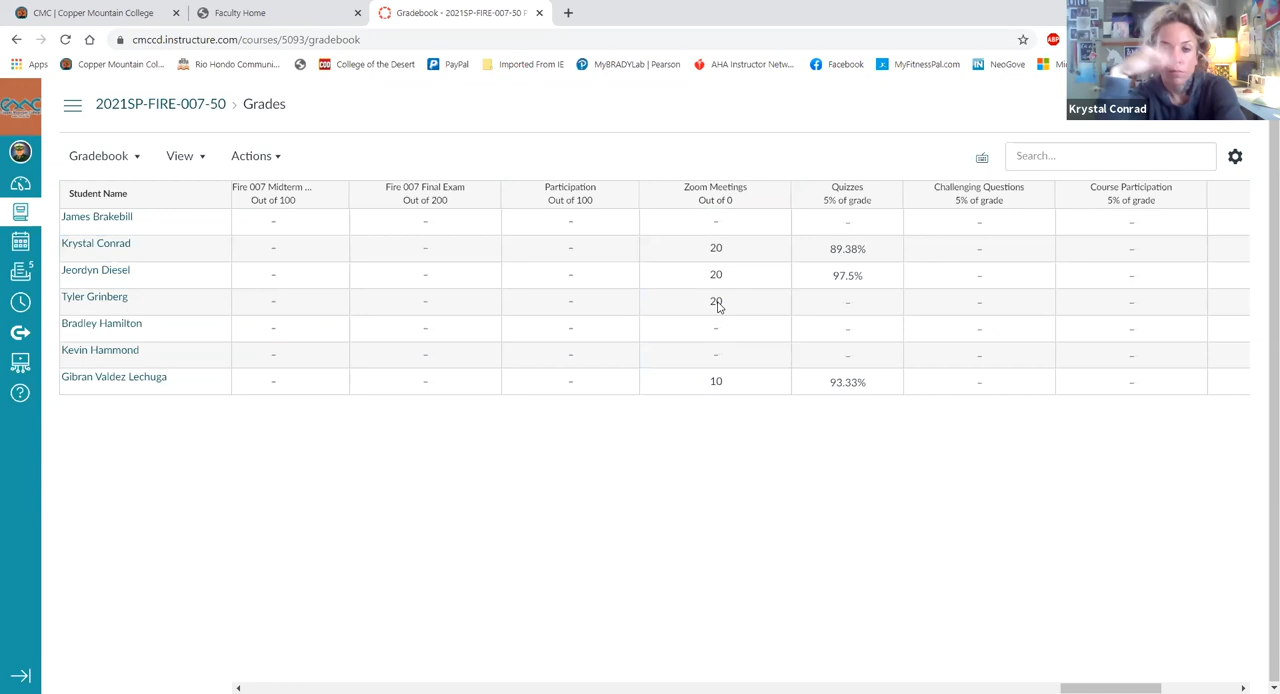 CMC | Copper Mountain College
Faculty Home
Gradebook - 2021SP-FIRE-007-50 F
cmccd.instructure.com/courses/5093/gradebook
ABP
Apps
Copper Mountain Col...
Rio Hondo Communi...
COD College of the Desert
PayPal
Imported From IE
MyBRADYLab | Pearson
AHA Instructor Netw...
Facebook
MyFitnessPal.com
NeoGove
Krystal Conrad
2021SP-FIRE-007-50 › Grades
Gradebook
View
Actions
Search...
5
Student Name
Fire 007 Midterm ...
Out of 100
Fire 007 Final Exam
Out of 200
Participation
Out of 100
Zoom Meetings
Out of 0
Quizzes
5% of grade
Challenging Questions
5% of grade
Course Participation
5% of grade
James Brakebill – – – – – – –
Krystal Conrad – – – 20 89.38% – –
Jeordyn Diesel – – – 20 97.5% – –
Tyler Grinberg – – – 20 – – –
Bradley Hamilton – – – – – – –
Kevin Hammond – – – – – – –
Gibran Valdez Lechuga – – – 10 93.33% – –